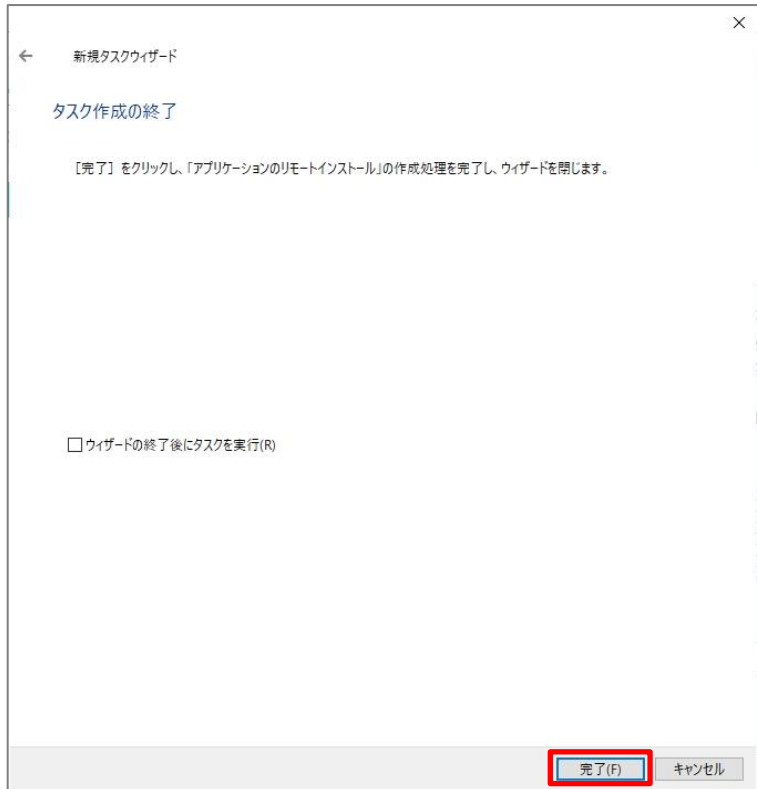 新規タスクウィザード
タスク作成の終了
[完了] をクリックし、「アプリケーションのリモートインストール」の作成処理を完了し、ウィザードを閉じます。
ウィザードの終了後にタスクを実行(R)
完了(F) キャンセル